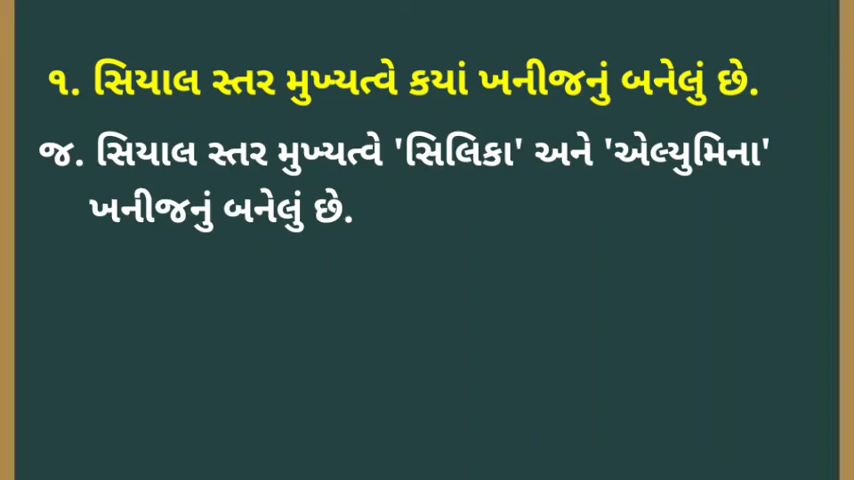 ૧. સિયાલ સ્તર મુખ્યત્વે કયાં ખનીજનું બનેલું છે.
જ. સિયાલ સ્તર મુખ્યત્વે 'સિલિકા' અને 'એલ્યુમિના'
ખનીજનું બનેલું છે.